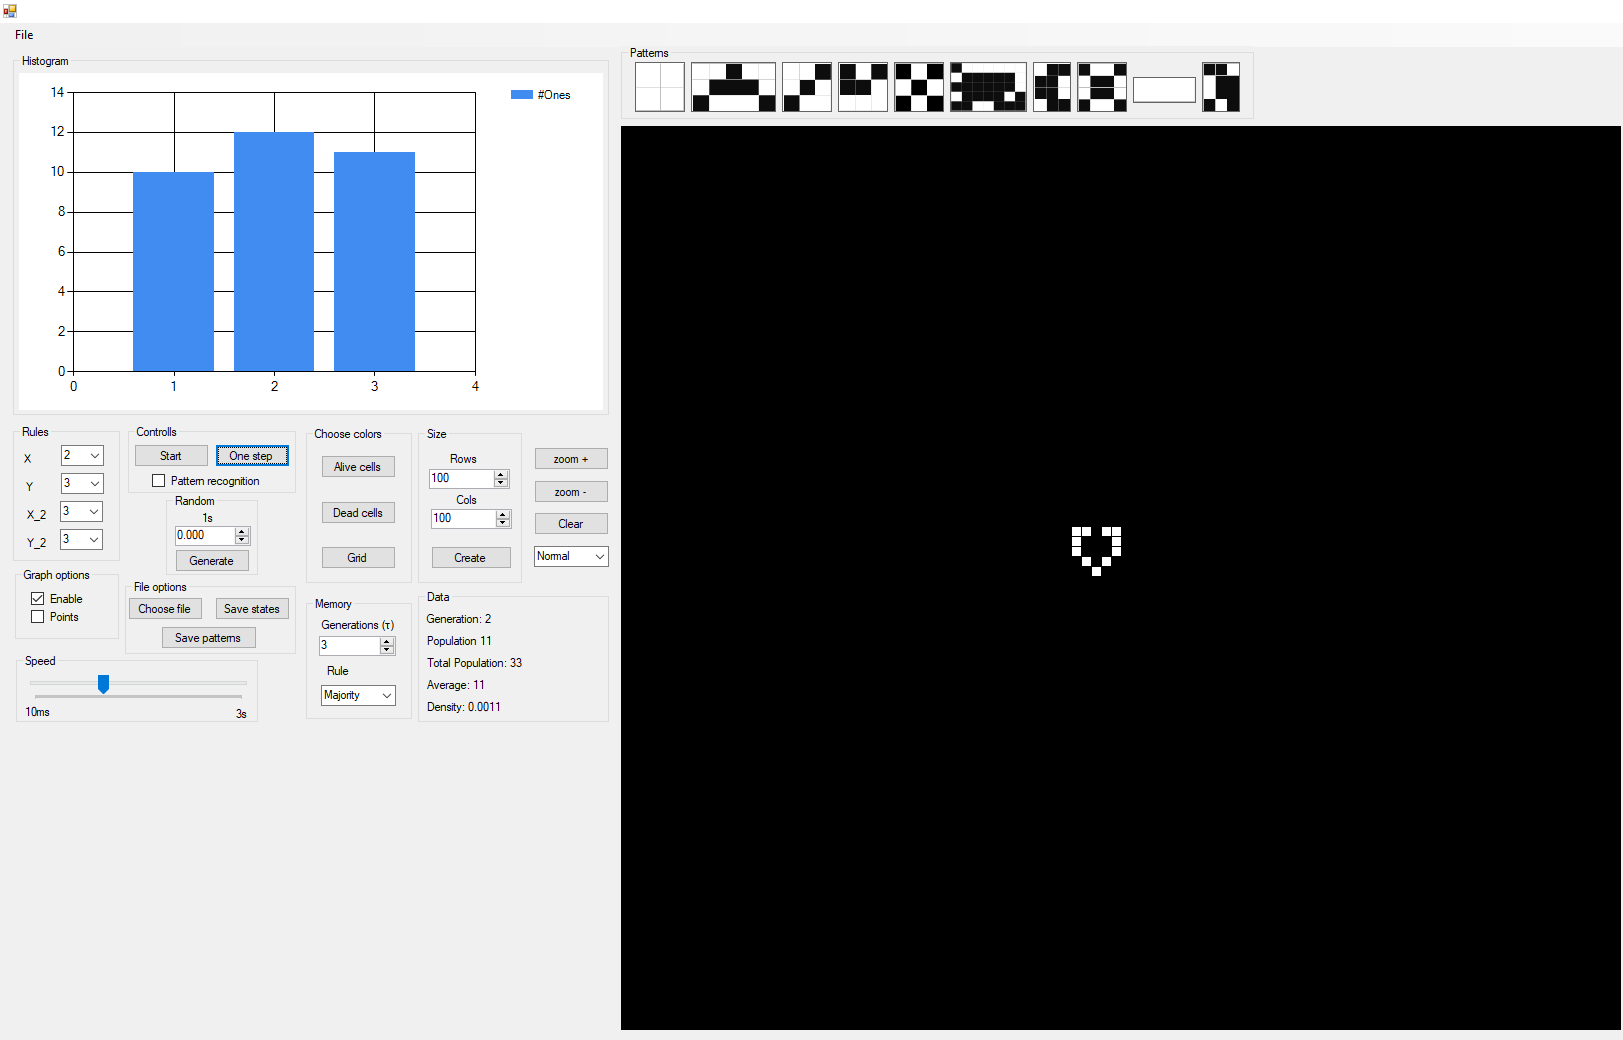 File
Histogram
14
12
10
8
6
4
2
0
0
1
2
3
4
#Ones
Patterns
Rules
X
2
Y
3
X_2
3
Y_2
3
Controlls
Start
One step
Pattern recognition
Random
1s
0.000
Generate
Choose colors
Alive cells
Dead cells
Grid
Size
Rows
100
Cols
100
Create
zoom +
zoom -
Clear
Normal
Graph options
Enable
Points
File options
Choose file
Save states
Save patterns
Speed
10ms
3s
Memory
Generations (τ)
3
Rule
Majority
Data
Generation: 2
Population 11
Total Population: 33
Average: 11
Density: 0.0011